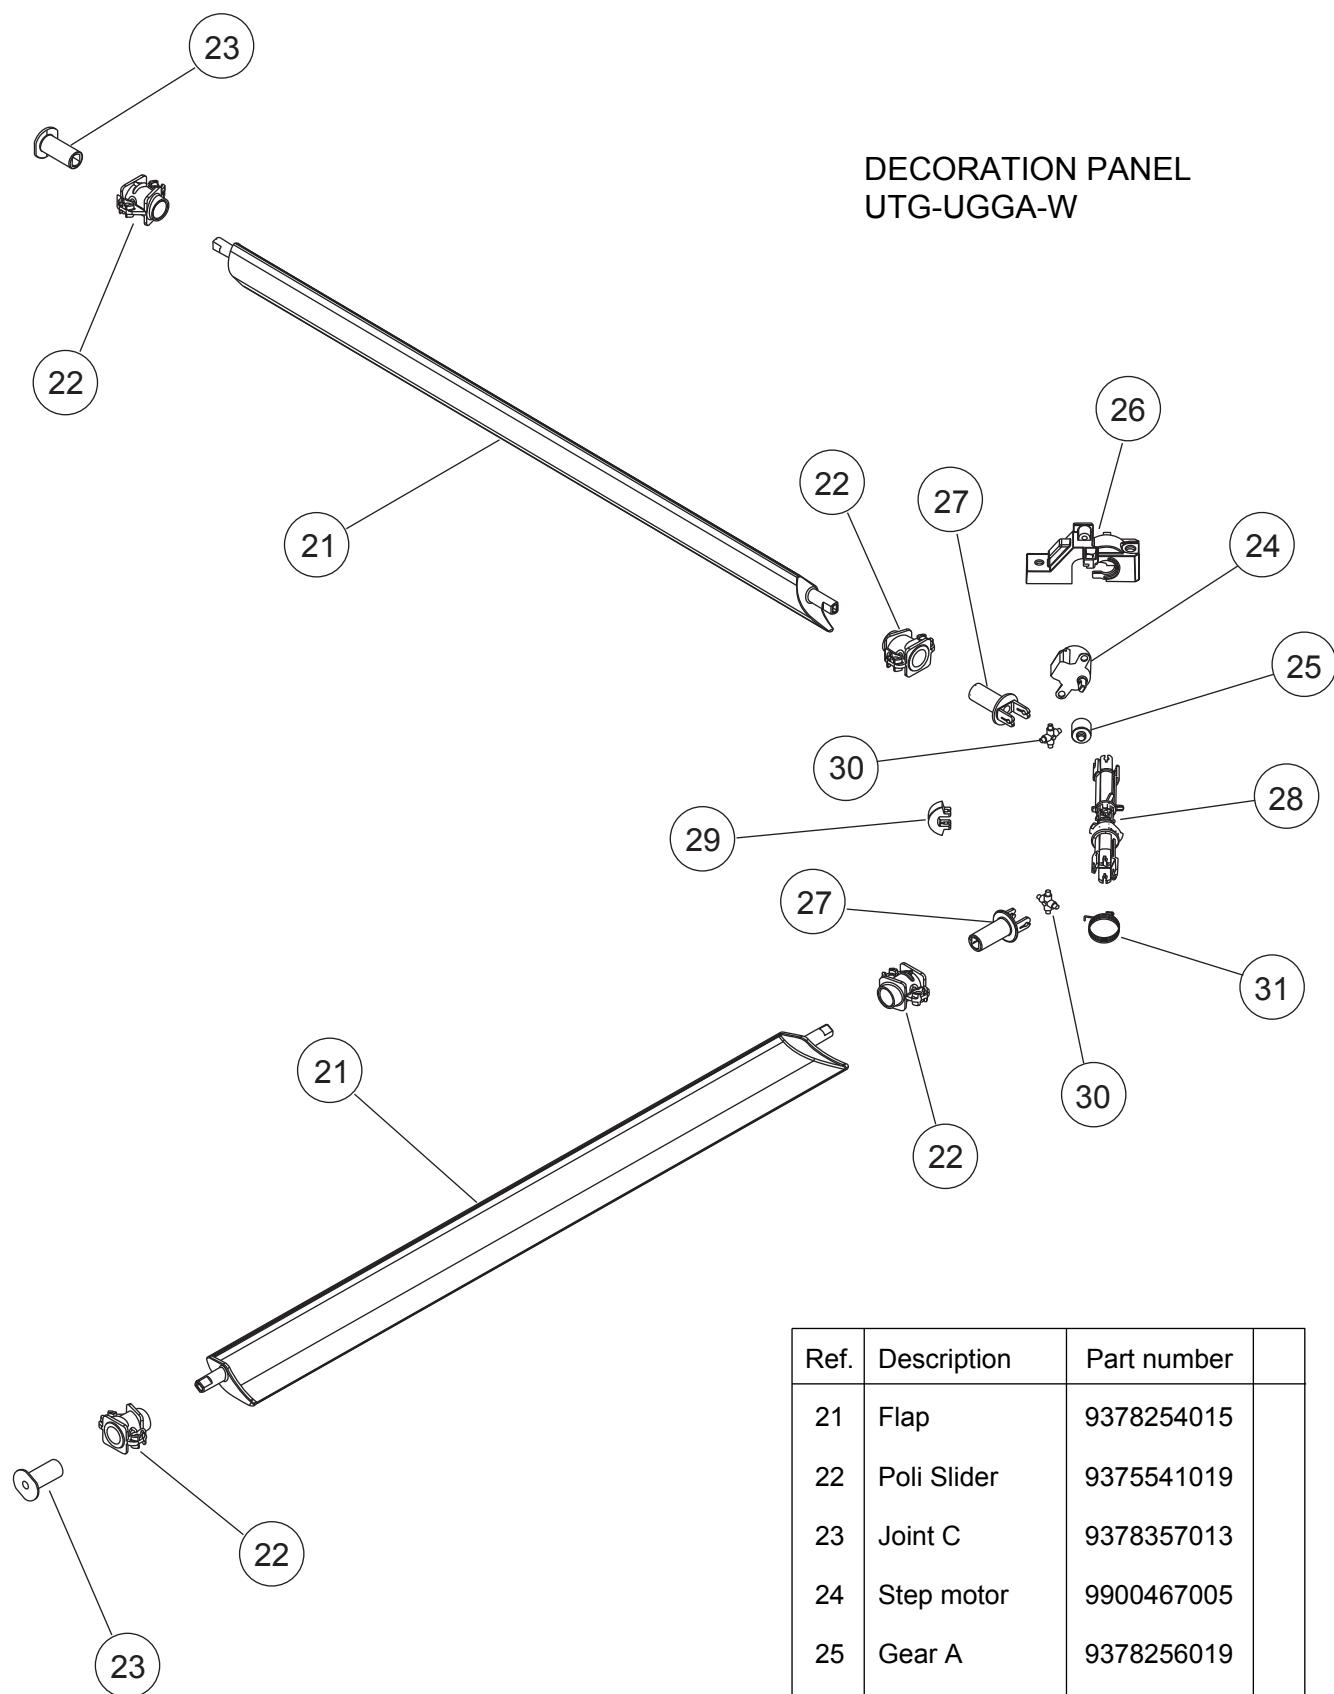 23
DECORATION PANEL
UTG-UGGA-W
22
26
22
27
21
24
25
30
28
29
27
31
21
30
22
Ref. Description Part number
21 Flap 9378254015
22 Poli Slider 9375541019
23 Joint C 9378357013
24 Step motor 9900467005
25 Gear A 9378256019
22
23